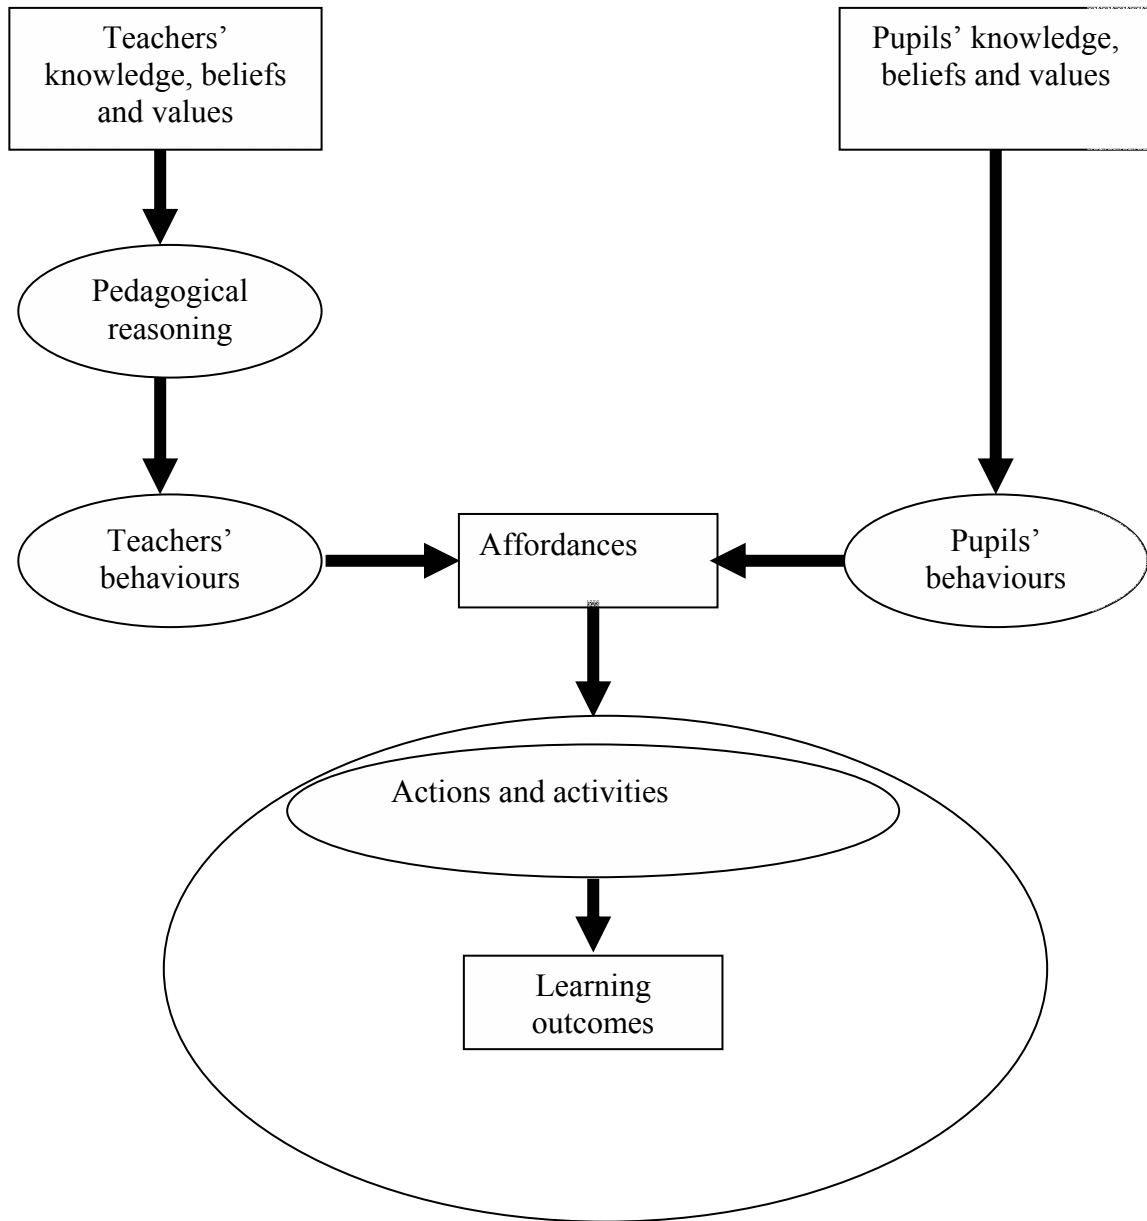 Teachers’
knowledge, beliefs
and values
Pupils’ knowledge,
beliefs and values
Pedagogical
reasoning
Teachers’
behaviours
Affordances
Pupils’
behaviours
Actions and activities
Learning
outcomes